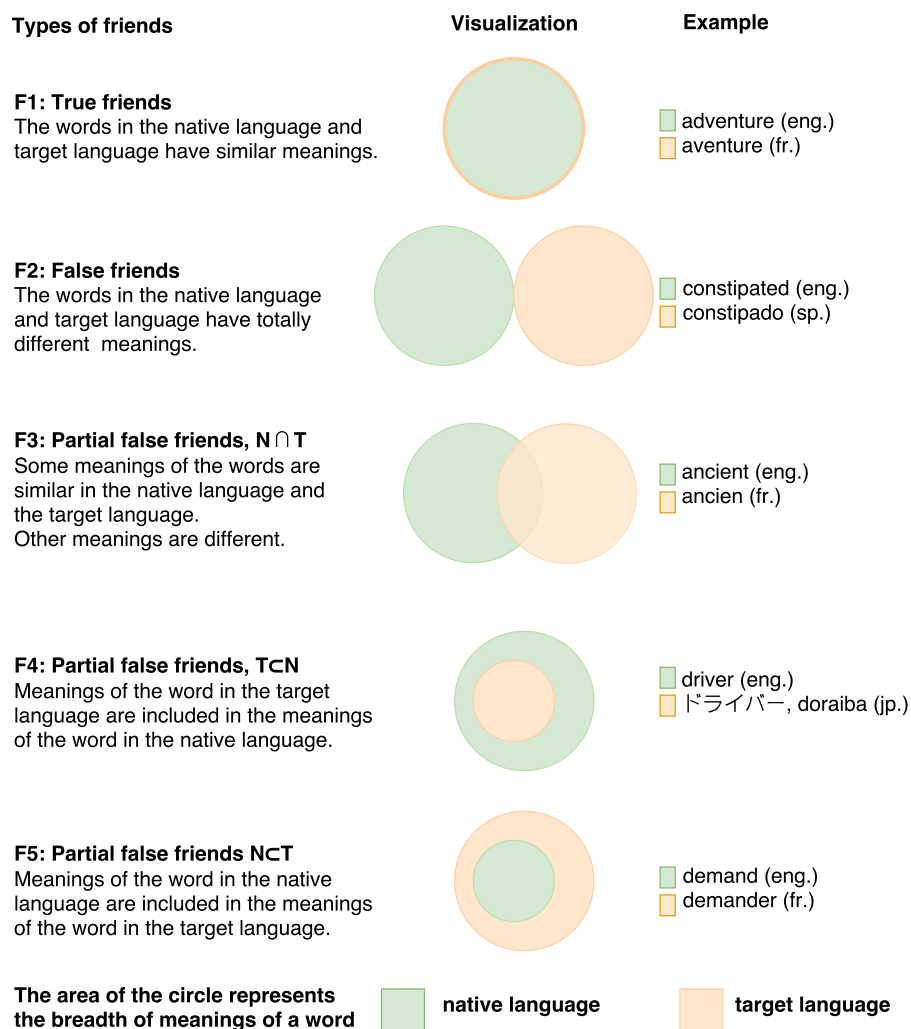 Types of friends
Visualization
Example
F1: True friends
The words in the native language and
target language have similar meanings.
adventure (eng.)
aventure (fr.)
F2: False friends
The words in the native language
and target language have totally
different  meanings.
constipated (eng.)
constipado (sp.)
F3: Partial false friends, N∩T
Some meanings of the words are
similar in the native language and
the target language.
Other meanings are different.
ancient (eng.)
ancien (fr.)
F4: Partial false friends, T⊂N
Meanings of the word in the target
language are included in the meanings
of the word in the native language.
driver (eng.)
ドライバー, doraiba (jp.)
F5: Partial false friends N⊂T
Meanings of the word in the native
language are included in the meanings
of the word in the target language.
demand (eng.)
demander (fr.)
The area of the circle represents
the breadth of meanings of a word
native language
target language